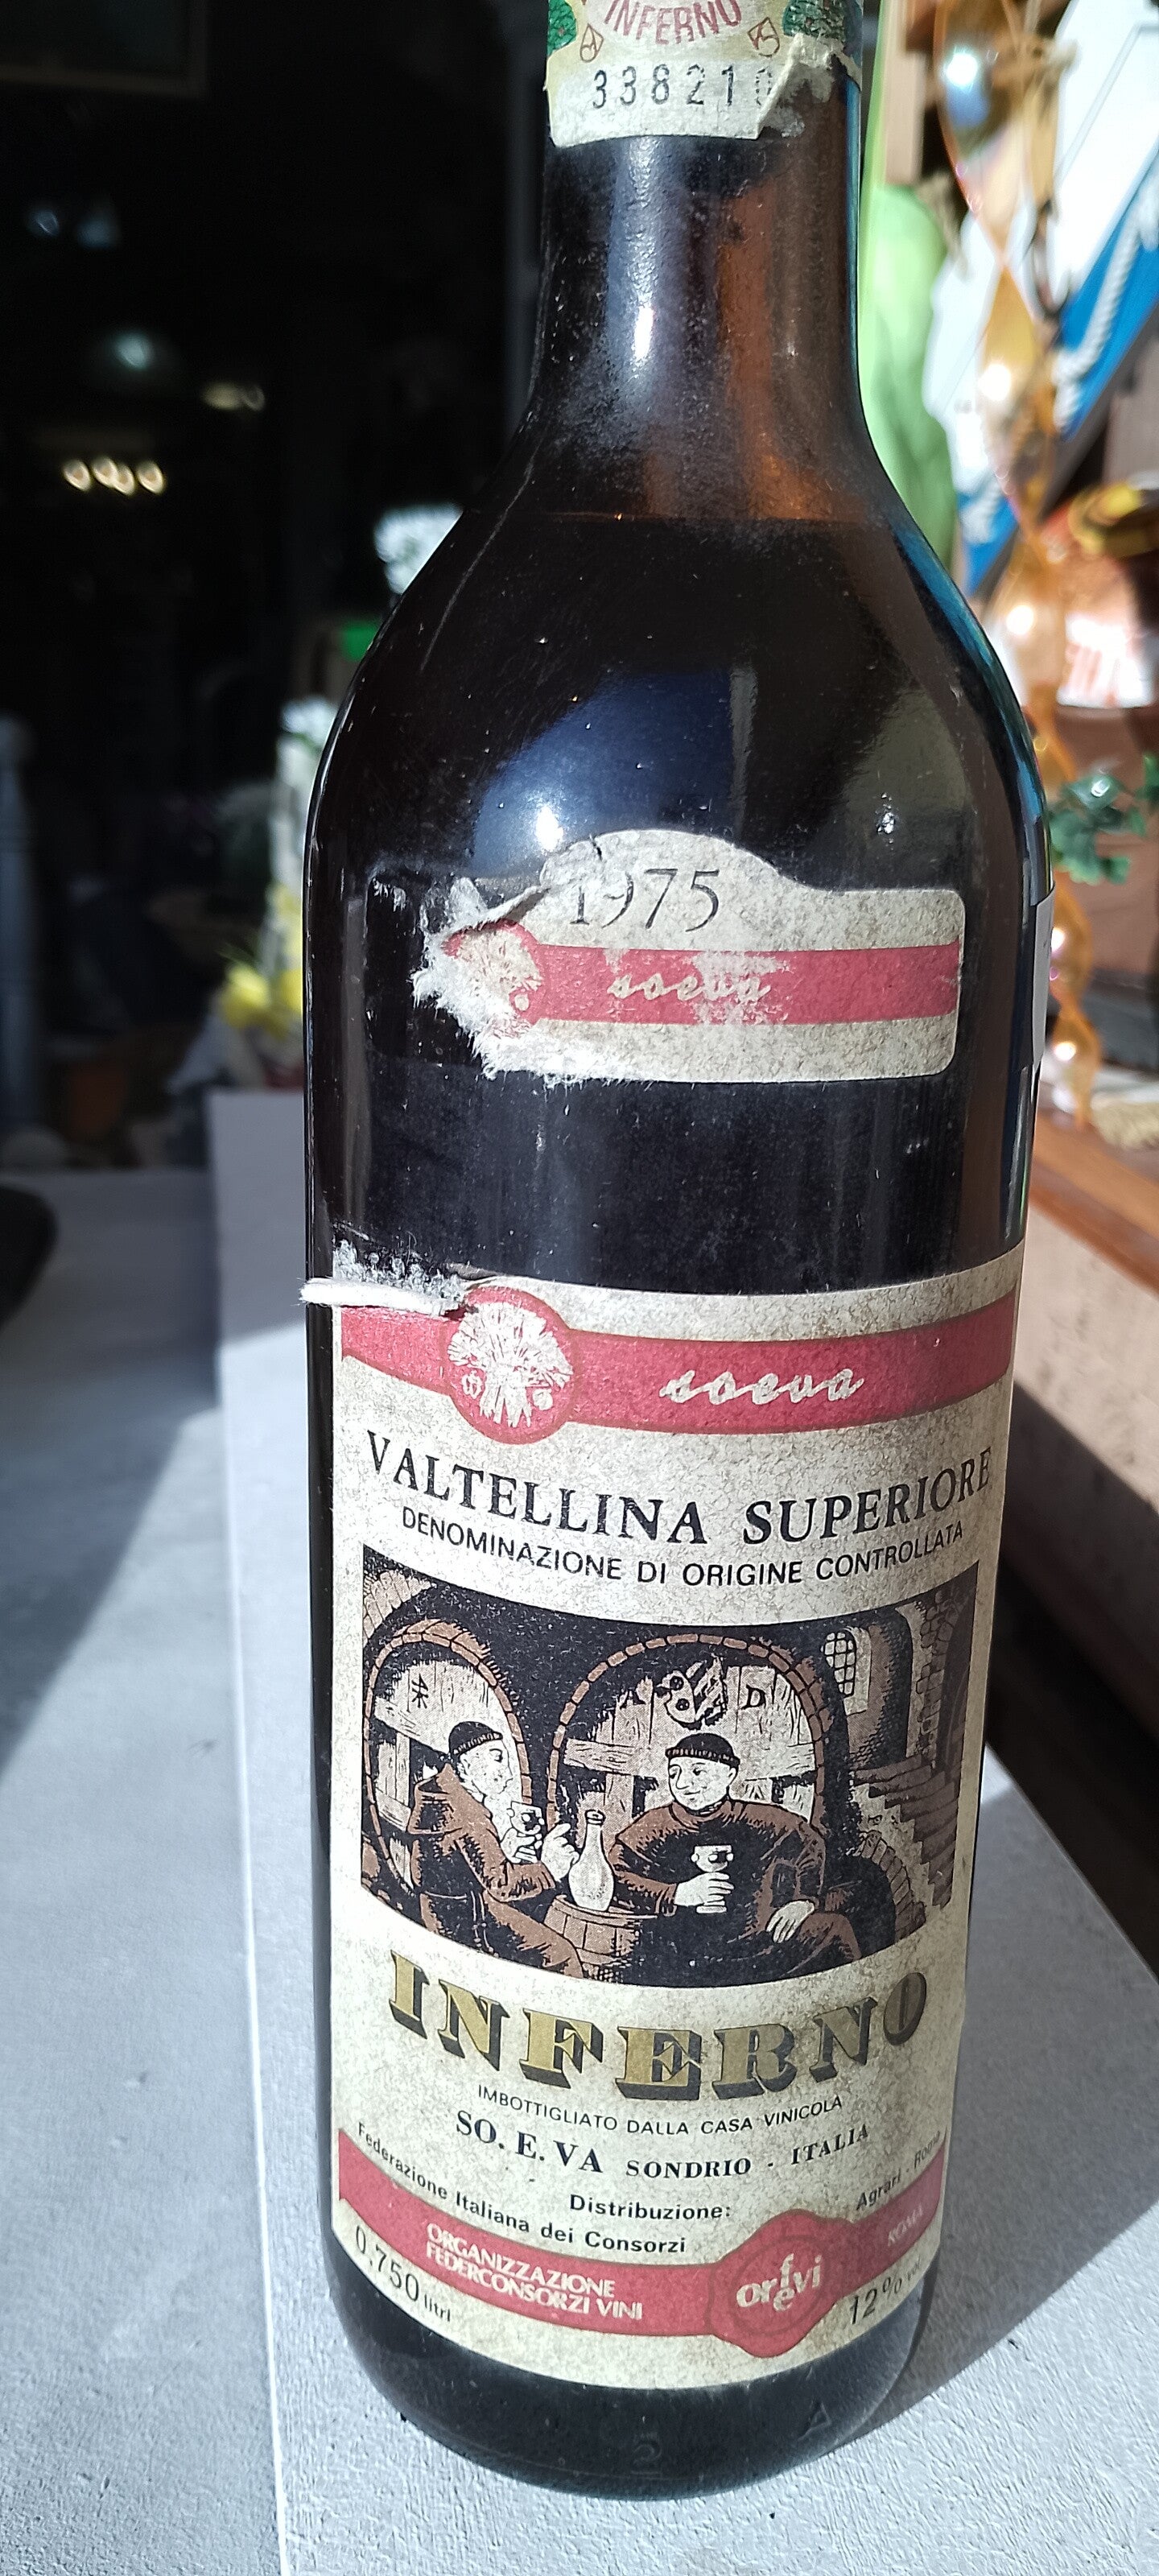 INFERNO
338210
1975
soeva
soeva
VALTELLINA SUPERIORE
DENOMINAZIONE DI ORIGINE CONTROLLATA
A D
INFERNO
IMBOTTIGLIATO DALLA CASA VINICOLA
SO. E. VA SONDRIO - ITALIA
Distribuzione:
Federazione Italiana dei Consorzi Agrari - Roma
ORGANIZZAZIONE
FEDERCONSORZI VINI
orfevi
ROMA
0,750 litri
12% vol.